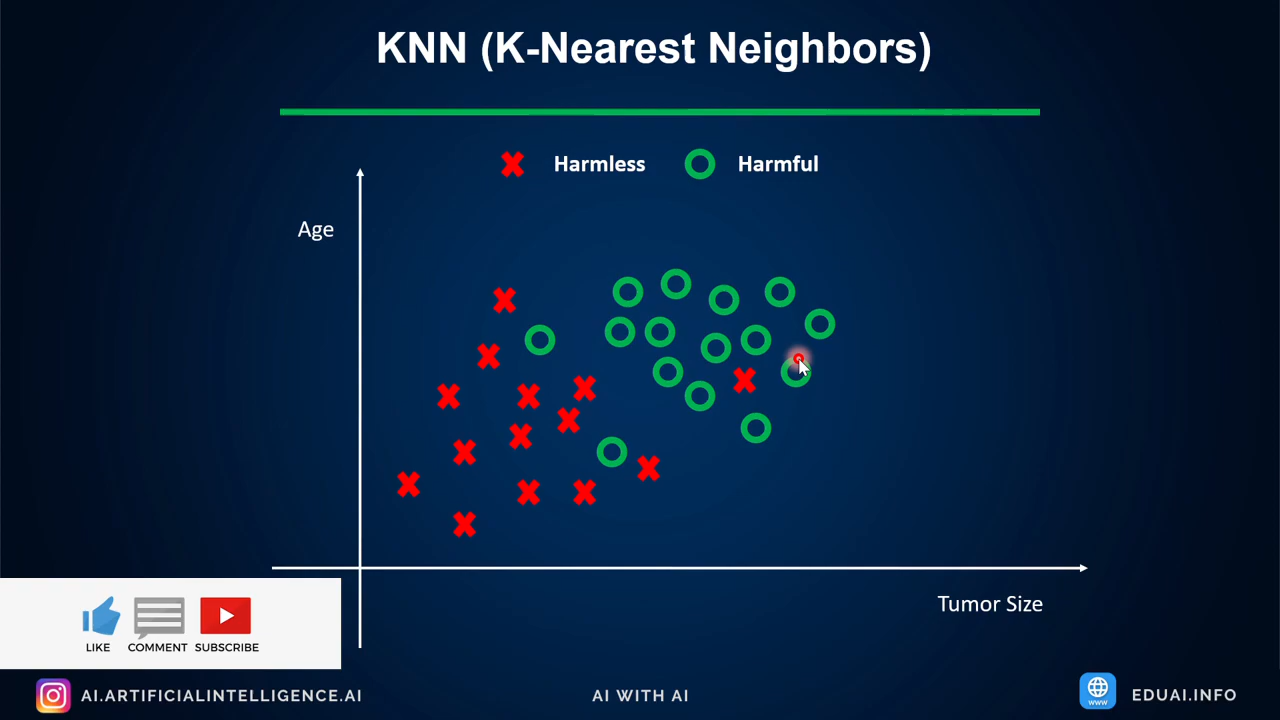 KNN (K-Nearest Neighbors)
Harmless
Harmful
Age
Tumor Size
LIKE
COMMENT
SUBSCRIBE
AI.ARTIFICIALINTELLIGENCE.AI
AI WITH AI
WWW
EDUAI.INFO